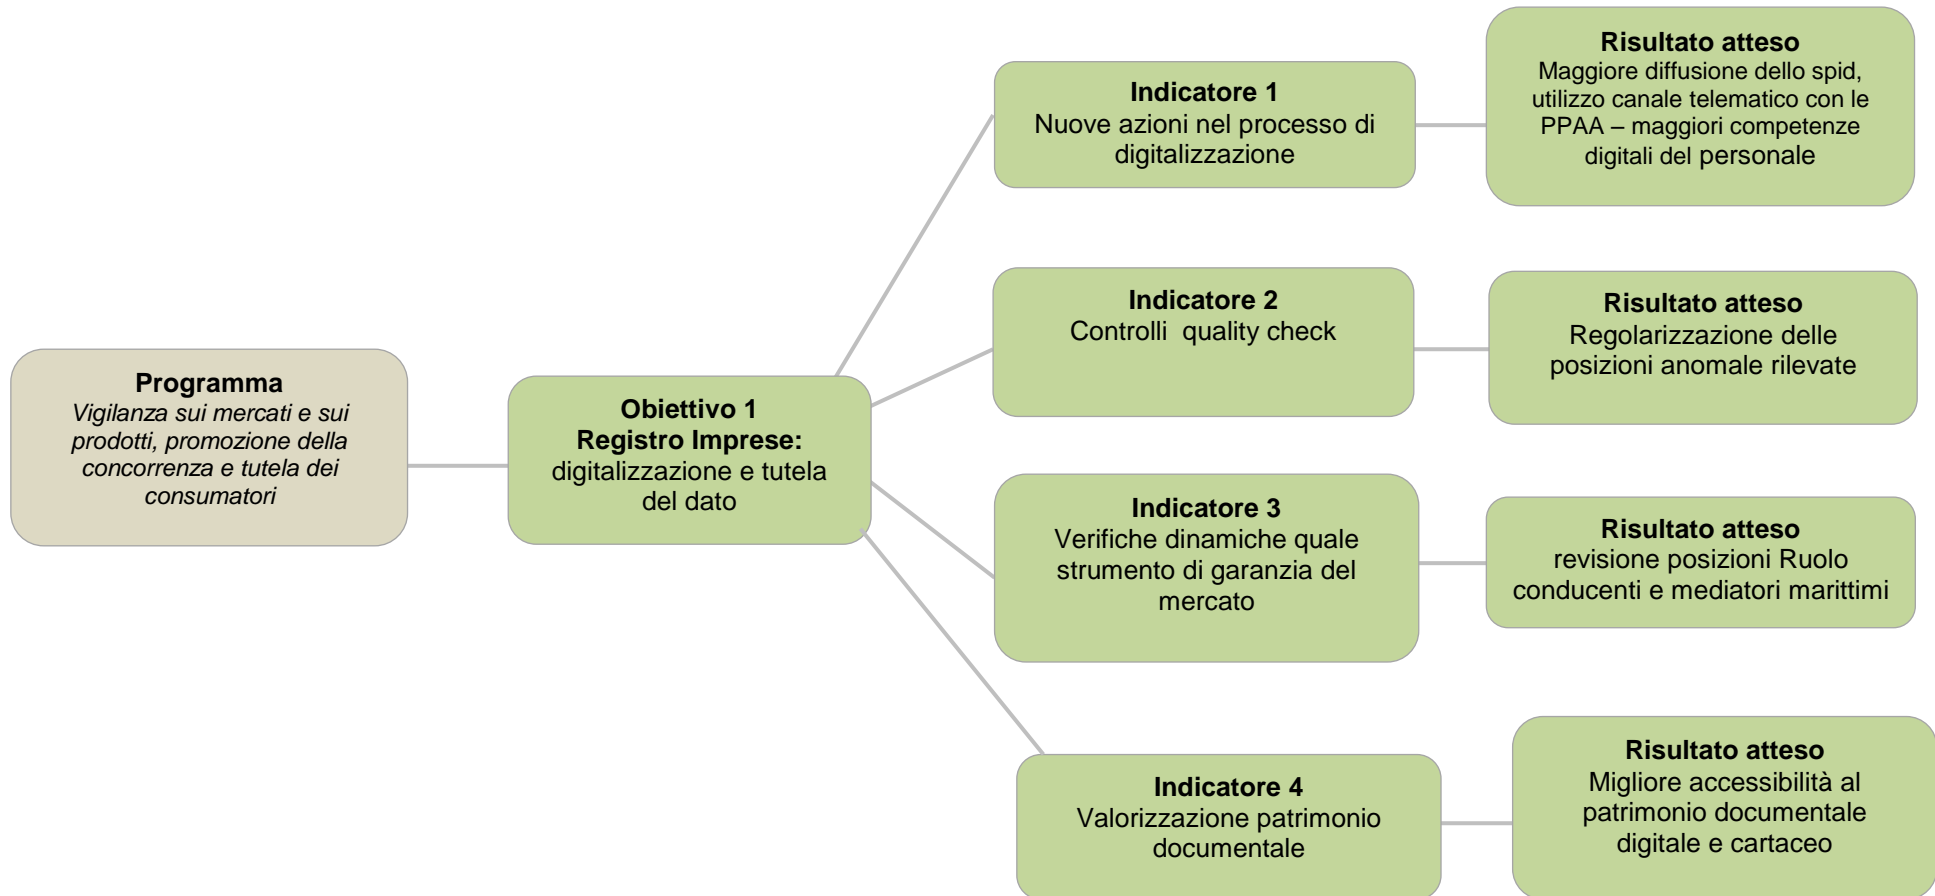 Programma
Vigilanza sui mercati e sui
prodotti, promozione della
concorrenza e tutela dei
consumatori
Obiettivo 1
Registro Imprese:
digitalizzazione e tutela
del dato
Indicatore 1
Nuove azioni nel processo di
digitalizzazione
Risultato atteso
Maggiore diffusione dello spid,
utilizzo canale telematico con le
PPAA – maggiori competenze
digitali del personale
Indicatore 2
Controlli  quality check
Risultato atteso
Regolarizzazione delle
posizioni anomale rilevate
Indicatore 3
Verifiche dinamiche quale
strumento di garanzia del
mercato
Risultato atteso
revisione posizioni Ruolo
conducenti e mediatori marittimi
Indicatore 4
Valorizzazione patrimonio
documentale
Risultato atteso
Migliore accessibilità al
patrimonio documentale
digitale e cartaceo